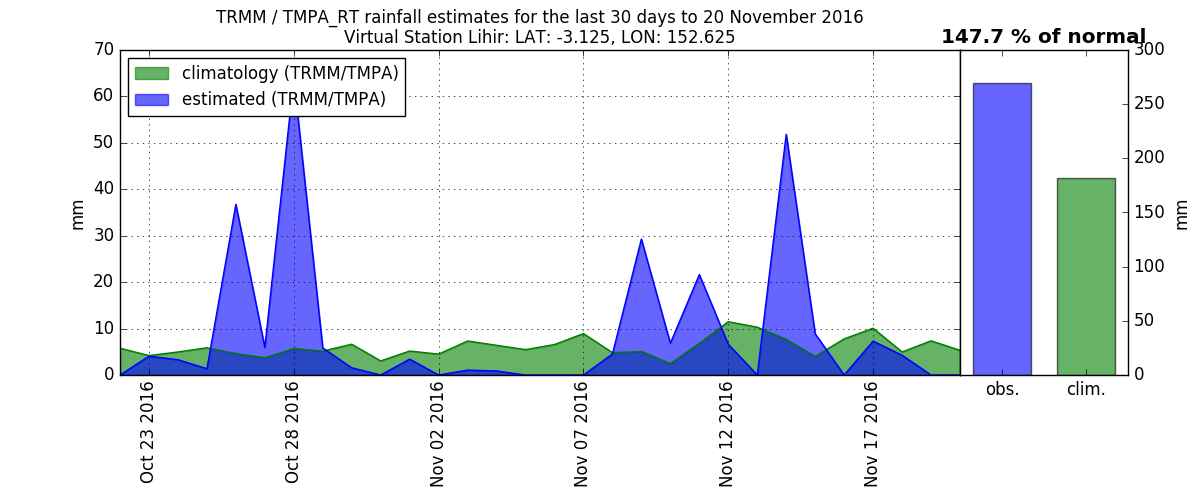 TRMM / TMPA_RT rainfall estimates for the last 30 days to 20 November 2016
Virtual Station Lihir: LAT: -3.125, LON: 152.625
147.7 % of normal
climatology (TRMM/TMPA)
estimated (TRMM/TMPA)
mm
70
60
50
40
30
20
10
0
Oct 23 2016
Oct 28 2016
Nov 02 2016
Nov 07 2016
Nov 12 2016
Nov 17 2016
300
250
200
150
100
50
0
mm
obs.
clim.